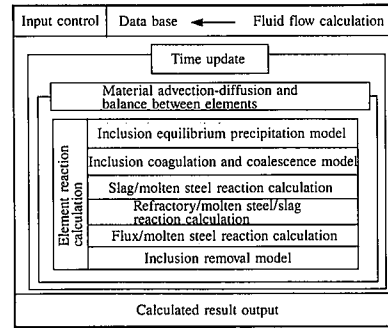 Input control
Data base ← Fluid flow calculation
Time update
Material advection-diffusion and
balance between elements
Element reaction
calculation
Inclusion equilibrium precipitation model
Inclusion coagulation and coalescence model
Slag/molten steel reaction calculation
Refractory/molten steel/slag
reaction calculation
Flux/molten steel reaction calculation
Inclusion removal model
Calculated result output